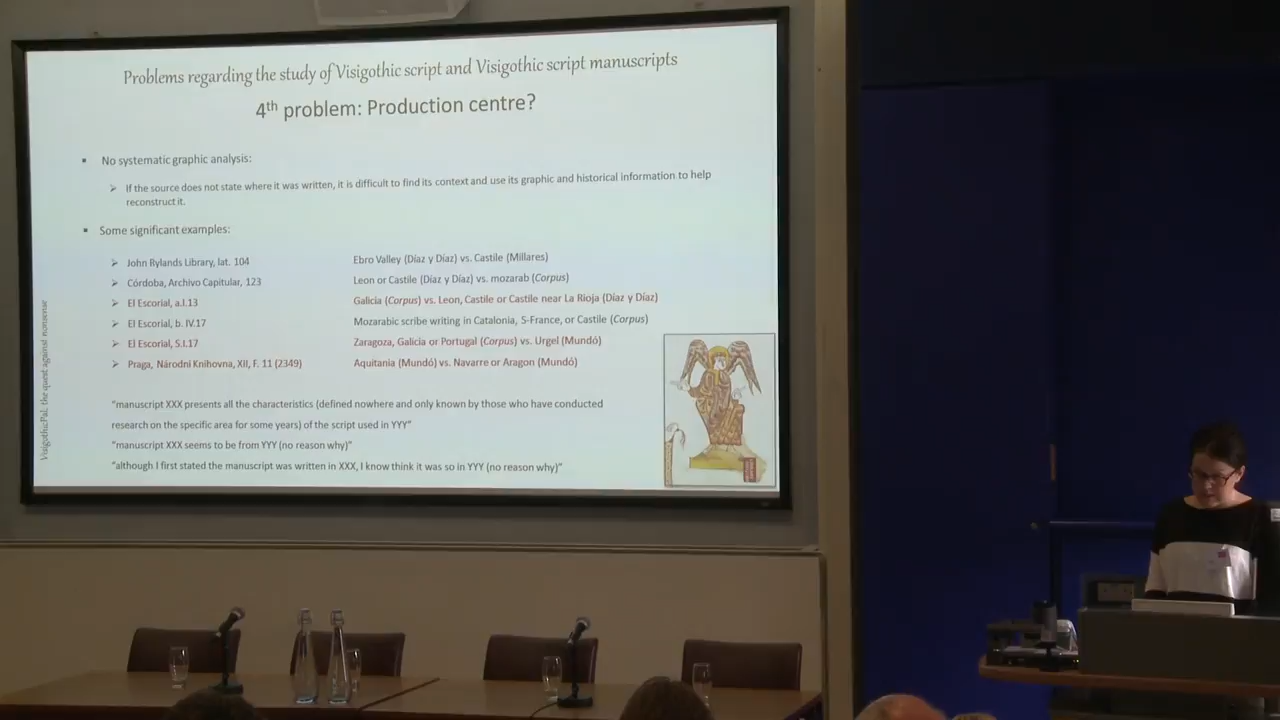 Problems regarding the study of Visigothic script and Visigothic script manuscripts
4th problem: Production centre?
▪ No systematic graphic analysis:
➢ If the source does not state where it was written, it is difficult to find its context and use its graphic and historical information to help
reconstruct it.
▪ Some significant examples:
➢ John Rylands Library, lat. 104 Ebro Valley (Díaz y Díaz) vs. Castile (Millares)
➢ Córdoba, Archivo Capitular, 123 Leon or Castile (Díaz y Díaz) vs. mozarab (Corpus)
➢ El Escorial, a.I.13 Galicia (Corpus) vs. Leon, Castile or Castile near La Rioja (Díaz y Díaz)
➢ El Escorial, b. IV.17 Mozarabic scribe writing in Catalonia, S-France, or Castile (Corpus)
➢ El Escorial, S.I.17 Zaragoza, Galicia or Portugal (Corpus) vs. Urgel (Mundó)
➢ Praga, Národni Knihovna, XII, F. 11 (2349) Aquitania (Mundó) vs. Navarre or Aragon (Mundó)
"manuscript XXX presents all the characteristics (defined nowhere and only known by those who have conducted
research on the specific area for some years) of the script used in YYY"
"manuscript XXX seems to be from YYY (no reason why)"
"although I first stated the manuscript was written in XXX, I know think it was so in YYY (no reason why)"
VisigothicPal: the quest against nonsense